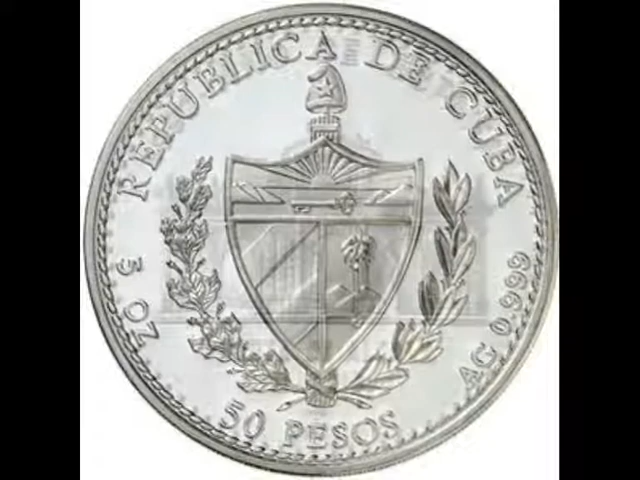 REPUBLICA DE CUBA
5 OZ
AG 0.999
50 PESOS